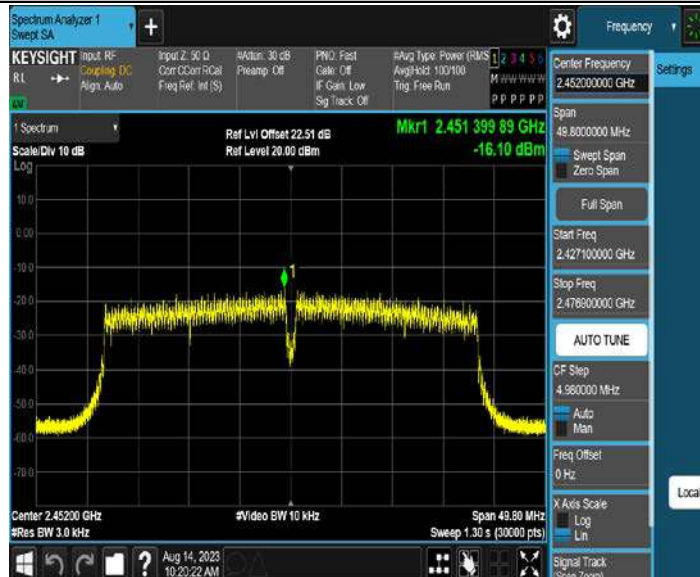 Spectrum Analyzer 1
Swept SA
+
Frequency
KEYSIGHT
RL
Input: RF
Coupling: DC
Align: Auto
Input Z: 50 Ω
Corr CCorr RCal
Freq Ref: Int (S)
#Atten: 30 dB
Preamp: Off
PNO: Fast
Gate: Off
IF Gain: Low
Sig Track: Off
#Avg Type: Power (RMS
Avg|Hold: 100/100
Trig: Free Run
1 2 3 4 5 6
M W W W W W
P P P P P P
1 Spectrum
Scale/Div 10 dB
Ref Lvl Offset 22.51 dB
Ref Level 20.00 dBm
Mkr1 2.451 399 89 GHz
-16.10 dBm
Log
10.0
0.00
-10.0
-20.0
-30.0
-40.0
-50.0
-60.0
-70.0
1
Center 2.45200 GHz
#Res BW 3.0 kHz
#Video BW 10 kHz
Span 49.80 MHz
Sweep 1.30 s (30000 pts)
?
Aug 14, 2023
10:20:22 AM
Center Frequency
2.452000000 GHz
Span
49.8000000 MHz
Swept Span
Zero Span
Full Span
Start Freq
2.427100000 GHz
Stop Freq
2.476900000 GHz
AUTO TUNE
CF Step
4.980000 MHz
Auto
Man
Freq Offset
0 Hz
X Axis Scale
Log
Lin
Signal Track
(Span Zoom)
Settings
Local